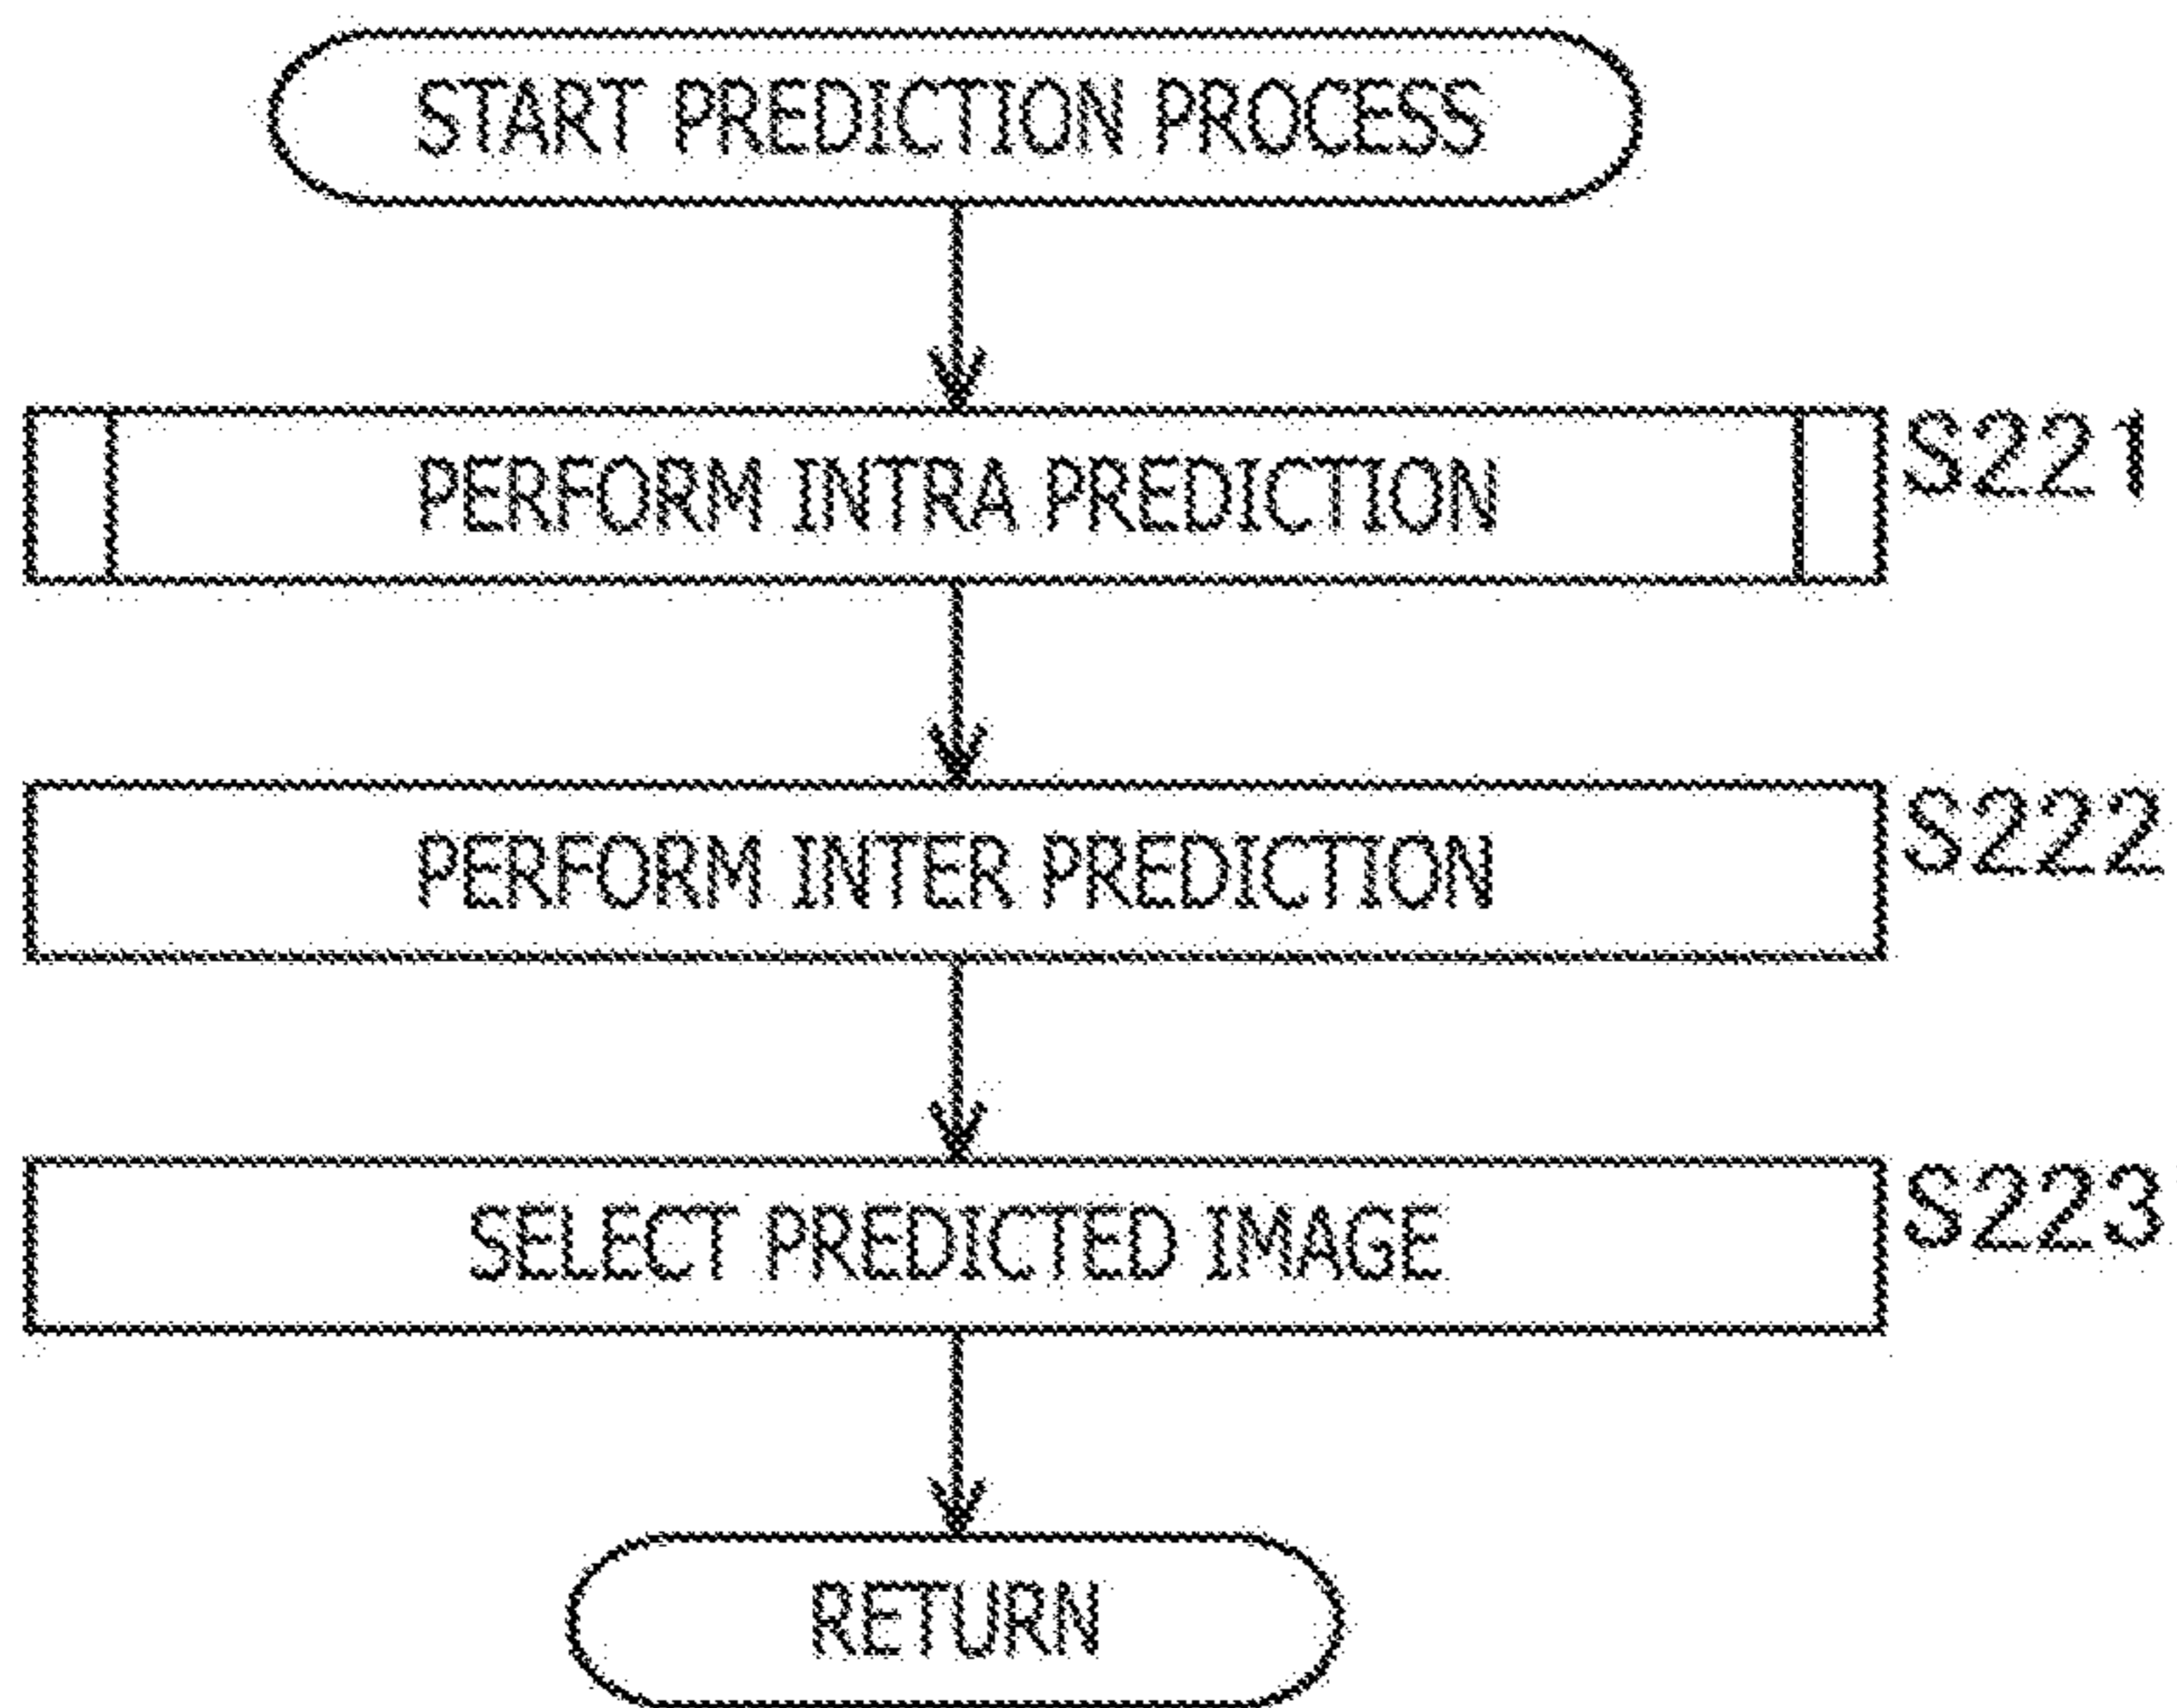 START PREDICTION PROCESS
PERFORM INTRA PREDICTION S221
PERFORM INTER PREDICTION S222
SELECT PREDICTED IMAGE S223
RETURN